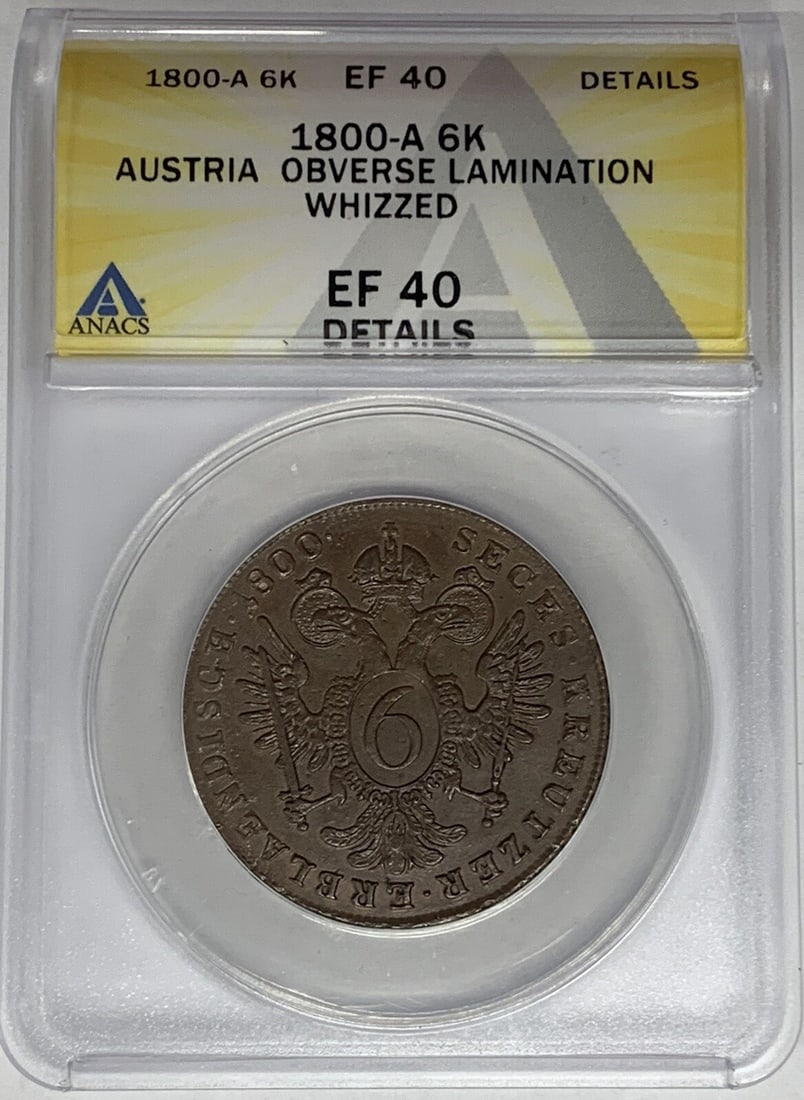 1800-A 6K EF 40 DETAILS
1800-A 6K
AUSTRIA OBVERSE LAMINATION
WHIZZED
EF 40
DETAILS
ANACS
SECHS · KREUTZER · ERBLAENDISCH · 1800 ·
6